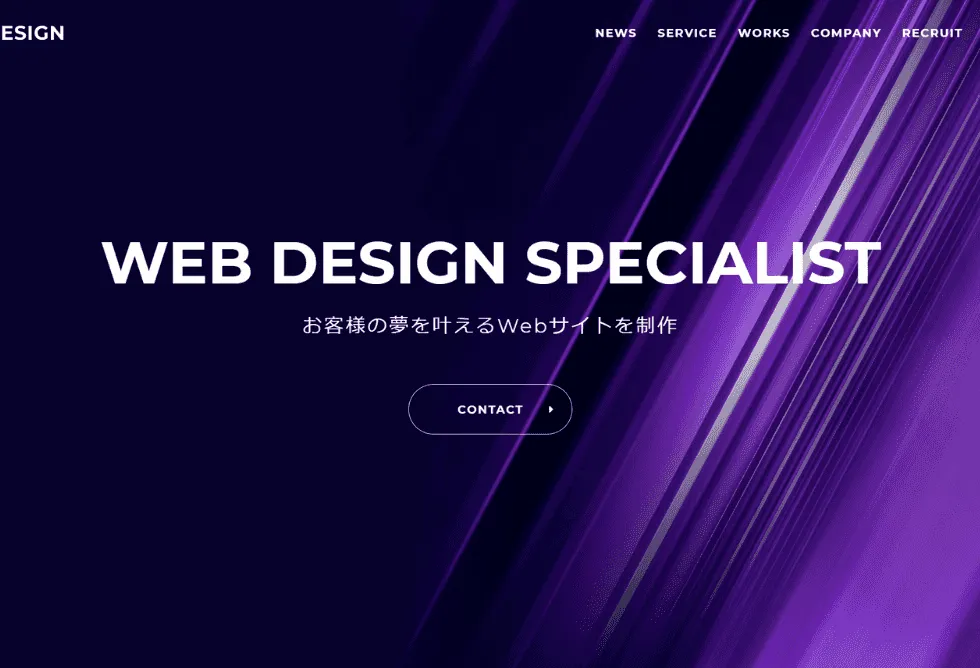 ESIGN
NEWS SERVICE WORKS COMPANY RECRUIT
WEB DESIGN SPECIALIST
お客様の夢を叶えるWebサイトを制作
CONTACT